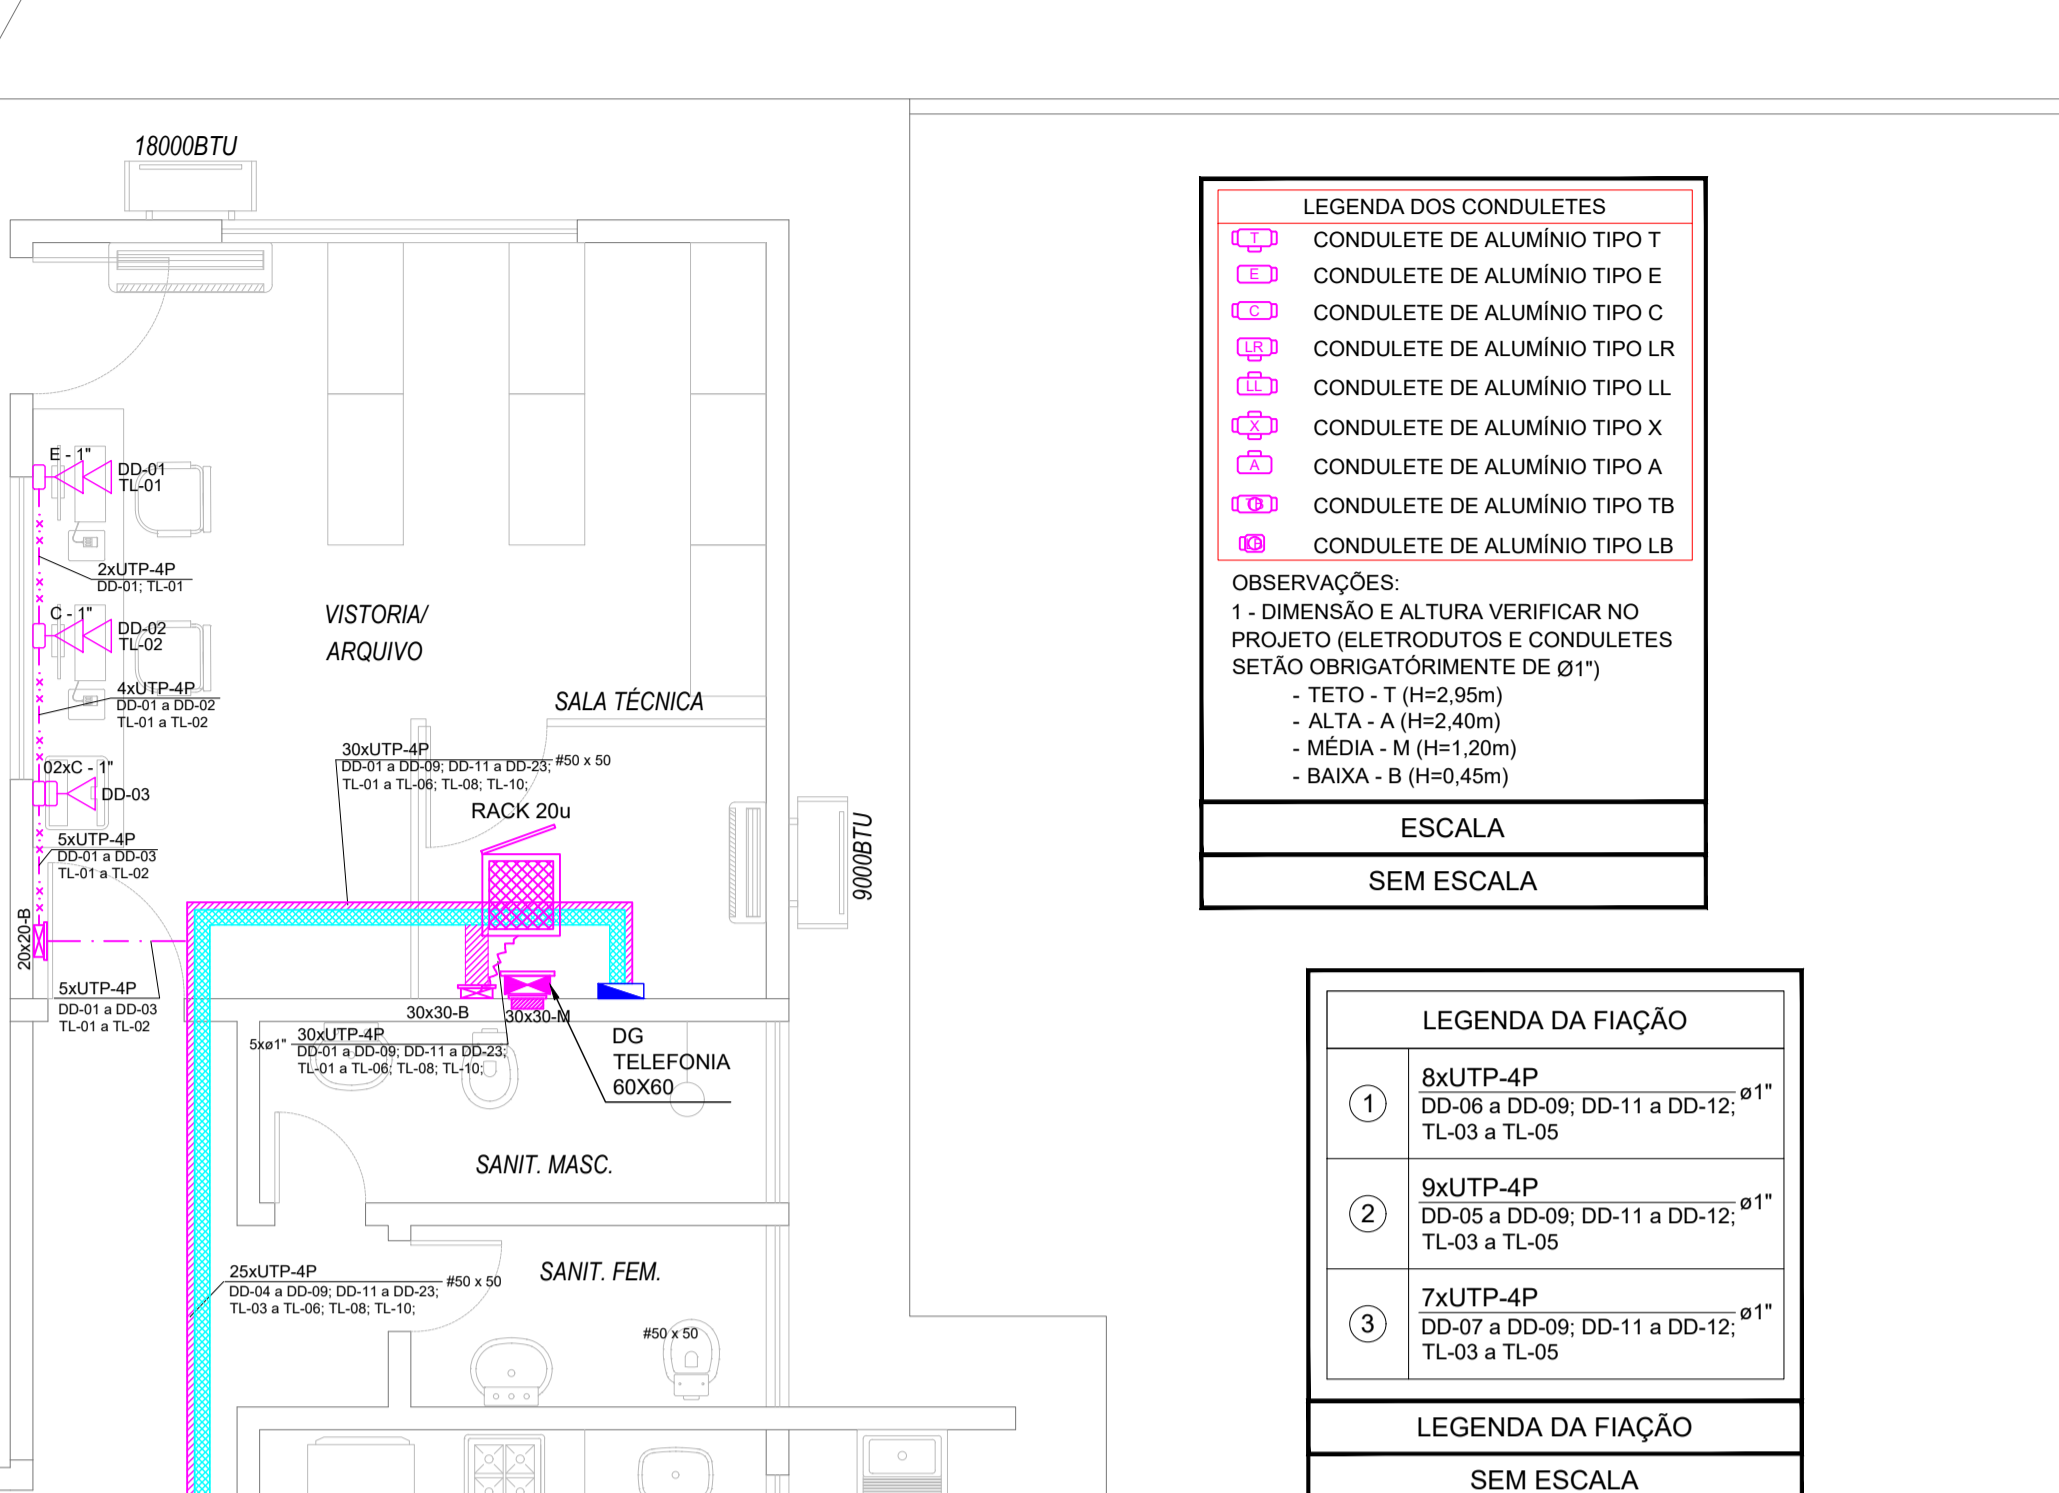 18000BTU
E - 1"
DD-01
TL-01
2xUTP-4P
DD-01; TL-01
C - 1"
DD-02
TL-02
4xUTP-4P
DD-01 a DD-02
TL-01 a TL-02
02xC - 1"
DD-03
5xUTP-4P
DD-01 a DD-03
TL-01 a TL-02
20x20-B
5xUTP-4P
DD-01 a DD-03
TL-01 a TL-02
VISTORIA/
ARQUIVO
SALA TÉCNICA
30xUTP-4P
DD-01 a DD-09; DD-11 a DD-23;
TL-01 a TL-06; TL-08; TL-10;
#50 x 50
RACK 20u
9000BTU
30x30-B
30x30-M
5xø1"
30xUTP-4P
DD-01 a DD-09; DD-11 a DD-23;
TL-01 a TL-06; TL-08; TL-10;
DG
TELEFONIA
60X60
SANIT. MASC.
SANIT. FEM.
25xUTP-4P
DD-04 a DD-09; DD-11 a DD-23;
TL-03 a TL-06; TL-08; TL-10;
#50 x 50
#50 x 50
LEGENDA DOS CONDULETES
T CONDULETE DE ALUMÍNIO TIPO T
E CONDULETE DE ALUMÍNIO TIPO E
C CONDULETE DE ALUMÍNIO TIPO C
LR CONDULETE DE ALUMÍNIO TIPO LR
LL CONDULETE DE ALUMÍNIO TIPO LL
X CONDULETE DE ALUMÍNIO TIPO X
A CONDULETE DE ALUMÍNIO TIPO A
TB CONDULETE DE ALUMÍNIO TIPO TB
LB CONDULETE DE ALUMÍNIO TIPO LB
OBSERVAÇÕES:
1 - DIMENSÃO E ALTURA VERIFICAR NO
PROJETO (ELETRODUTOS E CONDULETES
SETÃO OBRIGATÓRIMENTE DE Ø1")
- TETO - T (H=2,95m)
- ALTA - A (H=2,40m)
- MÉDIA - M (H=1,20m)
- BAIXA - B (H=0,45m)
ESCALA
SEM ESCALA
LEGENDA DA FIAÇÃO
1
8xUTP-4P
DD-06 a DD-09; DD-11 a DD-12;
TL-03 a TL-05
ø1"
2
9xUTP-4P
DD-05 a DD-09; DD-11 a DD-12;
TL-03 a TL-05
ø1"
3
7xUTP-4P
DD-07 a DD-09; DD-11 a DD-12;
TL-03 a TL-05
ø1"
LEGENDA DA FIAÇÃO
SEM ESCALA